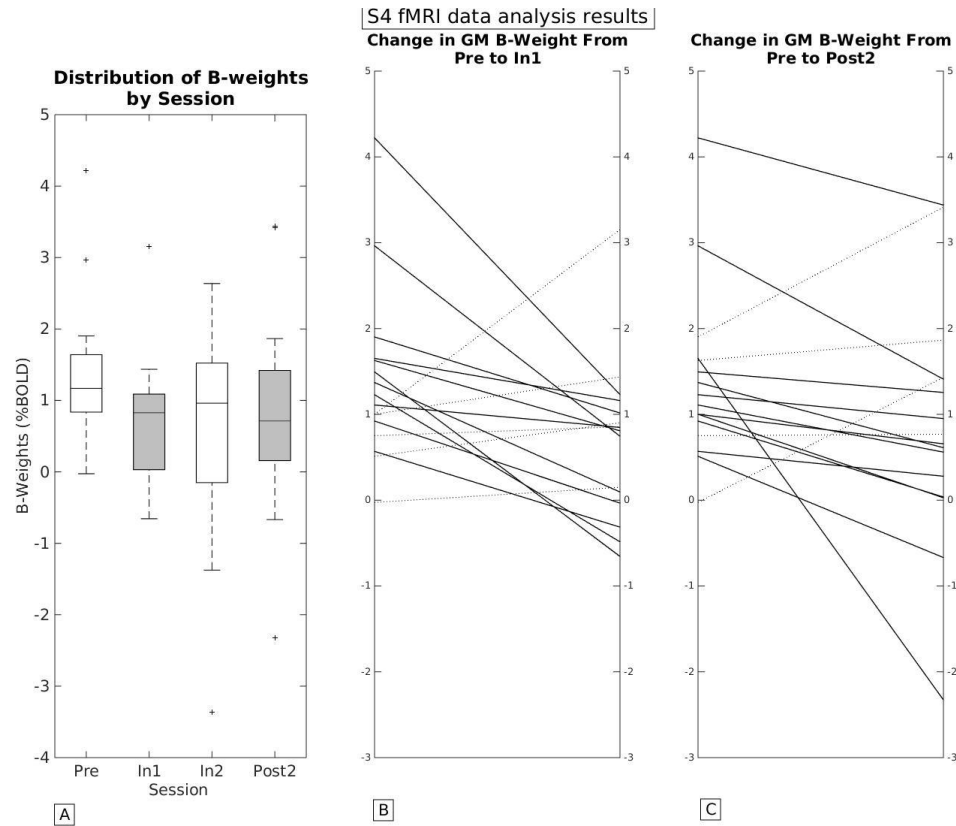 S4 fMRI data analysis results
Distribution of B-weights
by Session
B-Weights (%BOLD)
5
4
3
2
1
0
-1
-2
-3
-4
Pre
In1
In2
Post2
Session
A
Change in GM B-Weight From
Pre to In1
5
4
3
2
1
0
-1
-2
-3
5
4
3
2
1
0
-1
-2
-3
B
Change in GM B-Weight From
Pre to Post2
5
4
3
2
1
0
-1
-2
-3
5
4
3
2
1
0
-1
-2
-3
C